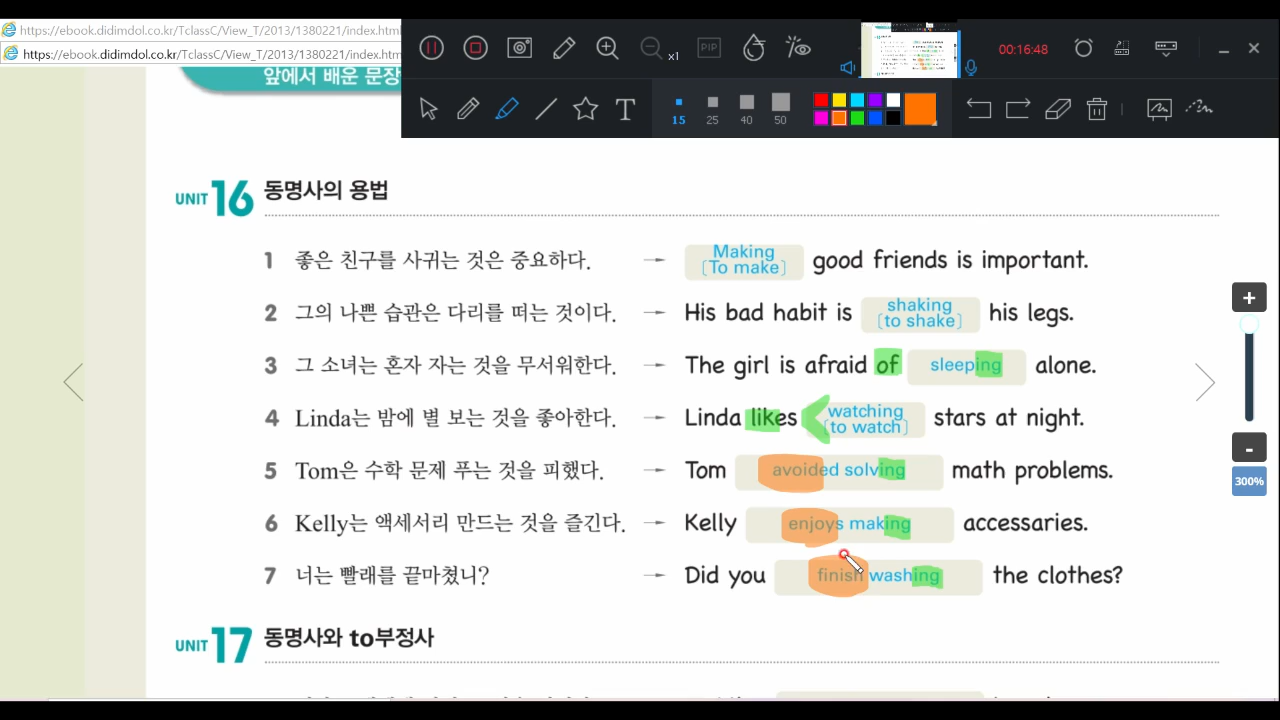 https://ebook.didimdol.co.kr/TclassC/View_T/2013/1380221/index.html
https://ebook.didimdol.co.kr/TclassC/View_T/2013/1380221/index.htm
앞에서 배운 문장
PIP
x1
00:16:48
T
15 25 40 50
UNIT 16 동명사의 용법
1 좋은 친구를 사귀는 것은 중요하다. → Making [To make] good friends is important.
2 그의 나쁜 습관은 다리를 떠는 것이다. → His bad habit is shaking [to shake] his legs.
3 그 소녀는 혼자 자는 것을 무서워한다. → The girl is afraid of sleeping alone.
4 Linda는 밤에 별 보는 것을 좋아한다. → Linda likes watching [to watch] stars at night.
5 Tom은 수학 문제 푸는 것을 피했다. → Tom avoided solving math problems.
6 Kelly는 액세서리 만드는 것을 즐긴다. → Kelly enjoys making accessaries.
7 너는 빨래를 끝마쳤니? → Did you finish washing the clothes?
+
-
300%
UNIT 17 동명사와 to부정사